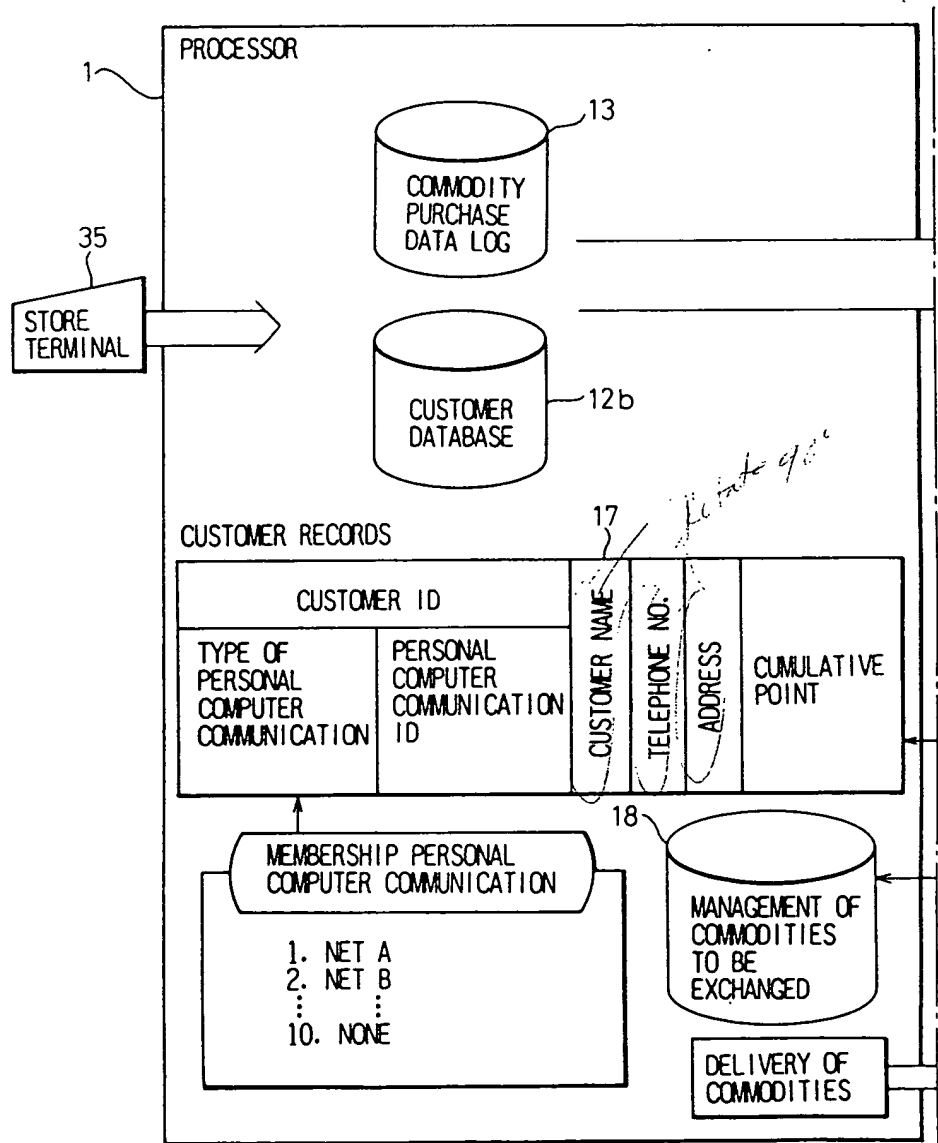 PROCESSOR
1
13
COMMODITY
PURCHASE
DATA LOG
35
STORE
TERMINAL
CUSTOMER
DATABASE
12b
Rotate 90°
CUSTOMER RECORDS
17
CUSTOMER ID
TYPE OF
PERSONAL
COMPUTER
COMMUNICATION
PERSONAL
COMPUTER
COMMUNICATION
ID
CUSTOMER NAME
TELEPHONE NO.
ADDRESS
CUMULATIVE
POINT
18
MEMBERSHIP PERSONAL
COMPUTER COMMUNICATION
1. NET A
2. NET B
⋮ ⋮
10. NONE
MANAGEMENT OF
COMMODITIES
TO BE
EXCHANGED
DELIVERY OF
COMMODITIES